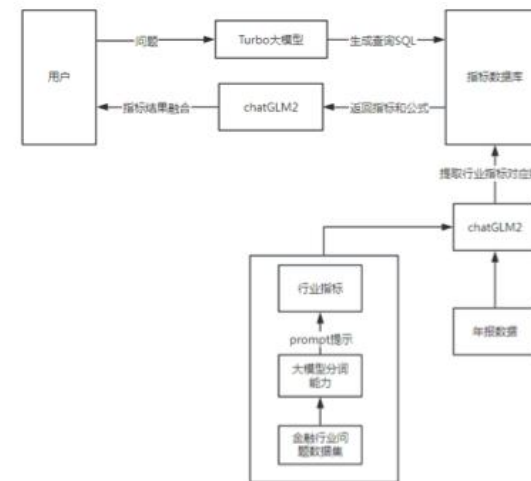 用户
问题
Turbo大模型
生成查询SQL
指标数据库
指标结果融合
chatGLM2
返回指标和公式
提取行业指标对应
chatGLM2
行业指标
prompt提示
大模型分词
能力
金融行业问
题数据集
年报数据